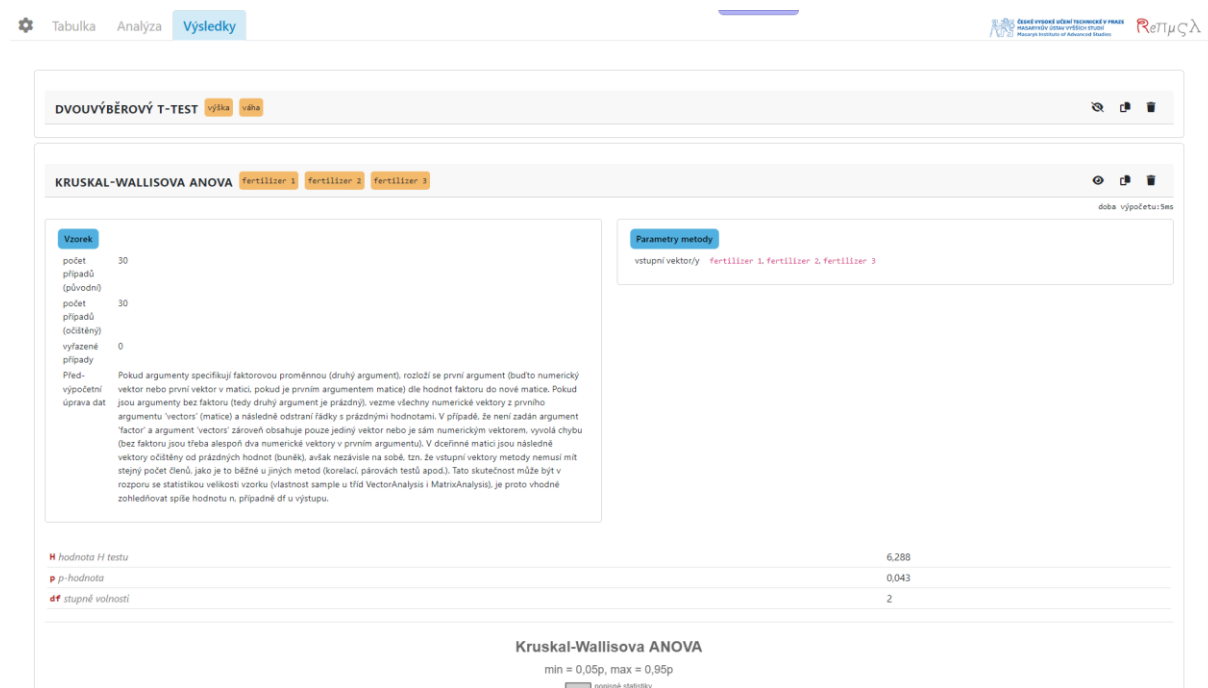 Tabulka Analýza Výsledky
ČESKÉ VYSOKÉ UČENÍ TECHNICKÉ V PRAZE
MASARYKŮV ÚSTAV VYŠŠÍCH STUDIÍ
Masaryk Institute of Advanced Studies
DVOUVÝBĚROVÝ T-TEST výška váha
KRUSKAL-WALLISOVA ANOVA fertilizer 1 fertilizer 2 fertilizer 3
doba výpočetu:5ms
Vzorek
počet 30
případů
(původní)
počet 30
případů
(očištěný)
vyřazené 0
případy
Před-
výpočetní
úprava dat
Pokud argumenty specifikují faktorovou proměnnou (druhý argument), rozloží se první argument (buďto numerický
vektor nebo první vektor v matici, pokud je prvním argumentem matice) dle hodnot faktoru do nové matice. Pokud
jsou argumenty bez faktoru (tedy druhý argument je prázdný), vezme všechny numerické vektory z prvního
argumentu 'vectors' (matice) a následně odstraní řádky s prázdnými hodnotami. V případě, že není zadán argument
'factor' a argument 'vectors' zároveň obsahuje pouze jediný vektor nebo je sám numerickým vektorem, vyvolá chybu
(bez faktoru jsou třeba alespoň dva numerické vektory v prvním argumentu). V dceřinné matici jsou následně
vektory očištěny od prázdných hodnot (buněk), avšak nezávisle na sobě, tzn. že vstupní vektory metody nemusí mít
stejný počet členů, jako je to běžné u jiných metod (korelací, párovách testů apod.). Tato skutečnost může být v
rozporu se statistikou velikosti vzorku (vlastnost sample u tříd VectorAnalysis i MatrixAnalysis), je proto vhodné
zohledňovat spíše hodnotu n, případně df u výstupu.
Parametry metody
vstupní vektor/y fertilizer 1, fertilizer 2, fertilizer 3
H hodnota H testu 6,288
p p-hodnota 0,043
df stupně volnosti 2
Kruskal-Wallisova ANOVA
min = 0,05p, max = 0,95p
popisné statistiky